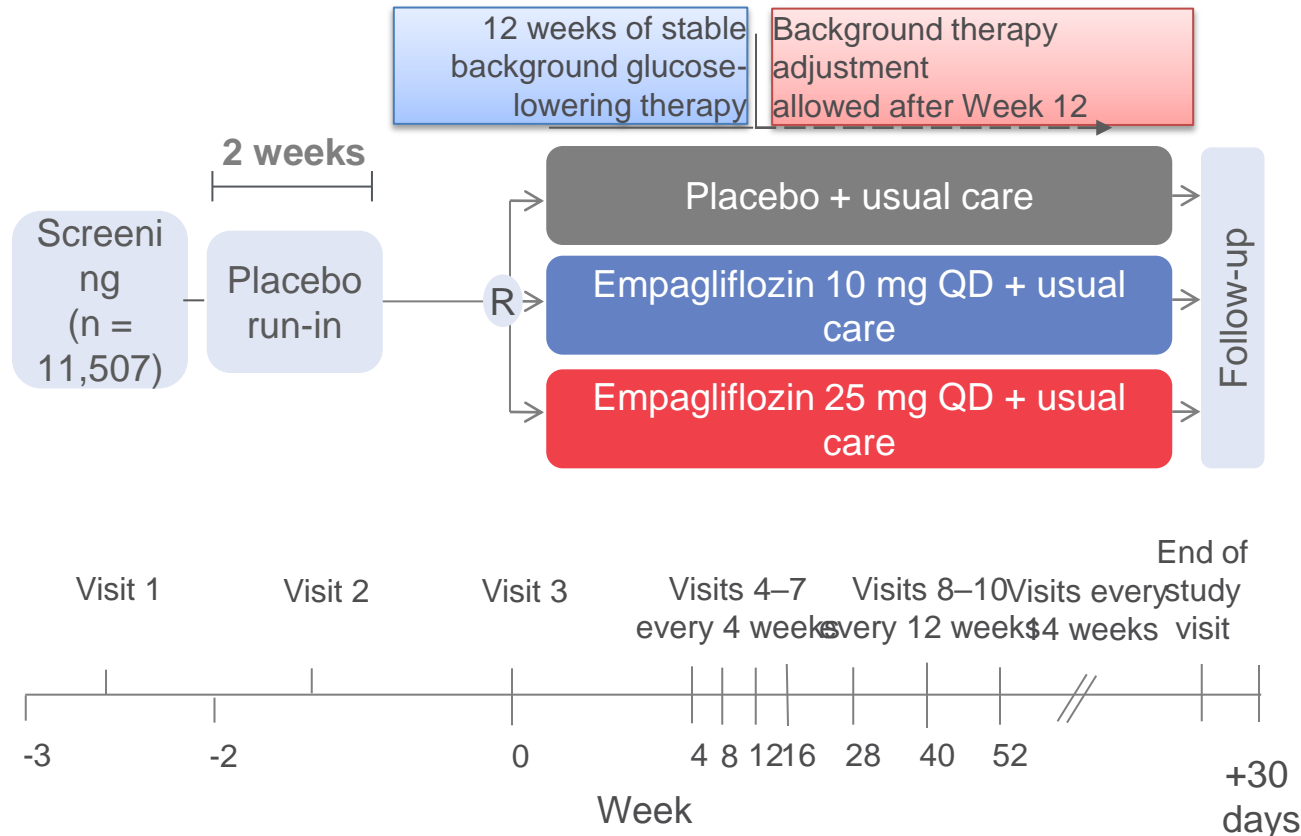 12 weeks of stable
background glucose-
lowering therapy
Background therapy
adjustment
allowed after Week 12
2 weeks
Screeni
ng
(n =
11,507)
Placebo
run-in
R
Placebo + usual care
Empagliflozin 10 mg QD + usual
care
Empagliflozin 25 mg QD + usual
care
Follow-up
Visit 1
Visit 2
Visit 3
Visits 4–7
every 4 weeks
Visits 8–10
every 12 weeks
Visits every
14 weeks
End of
study
visit
-3
-2
0
4
8
12
16
28
40
52
+30
days
Week